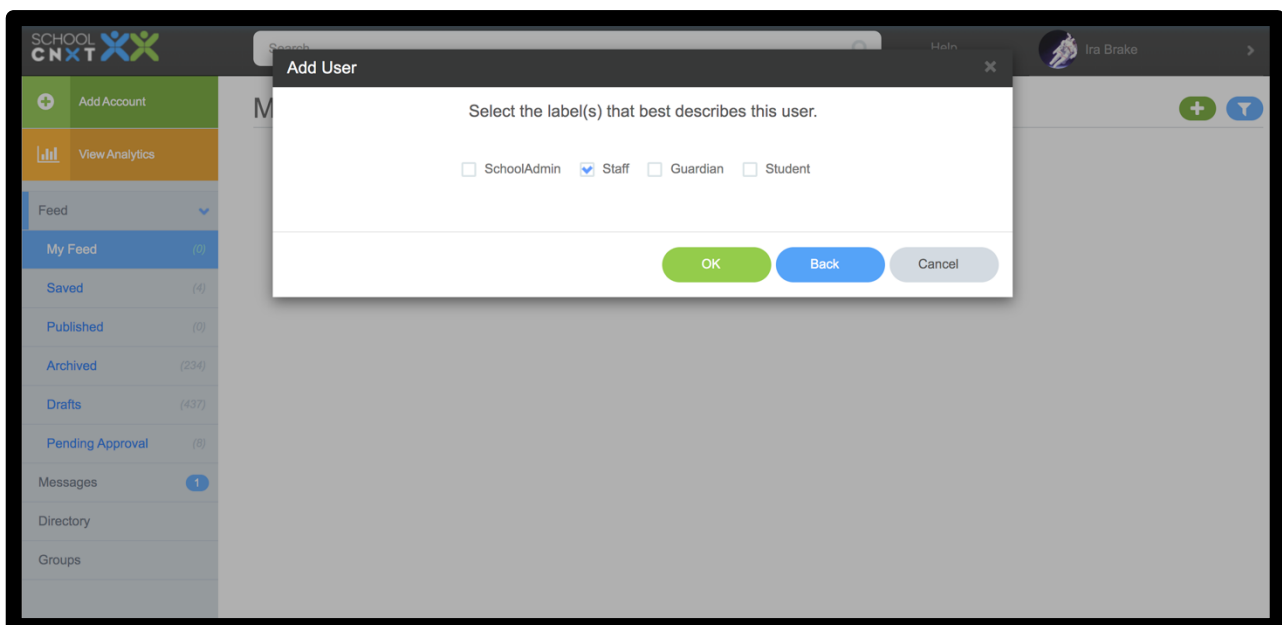 SCHOOL
CNXT
Search
Help
Ira Brake
Add User
Add Account
M
Select the label(s) that best describes this user.
View Analytics
SchoolAdmin Staff Guardian Student
Feed
My Feed (0)
OK Back Cancel
Saved (4)
Published (0)
Archived (234)
Drafts (437)
Pending Approval (8)
Messages 1
Directory
Groups